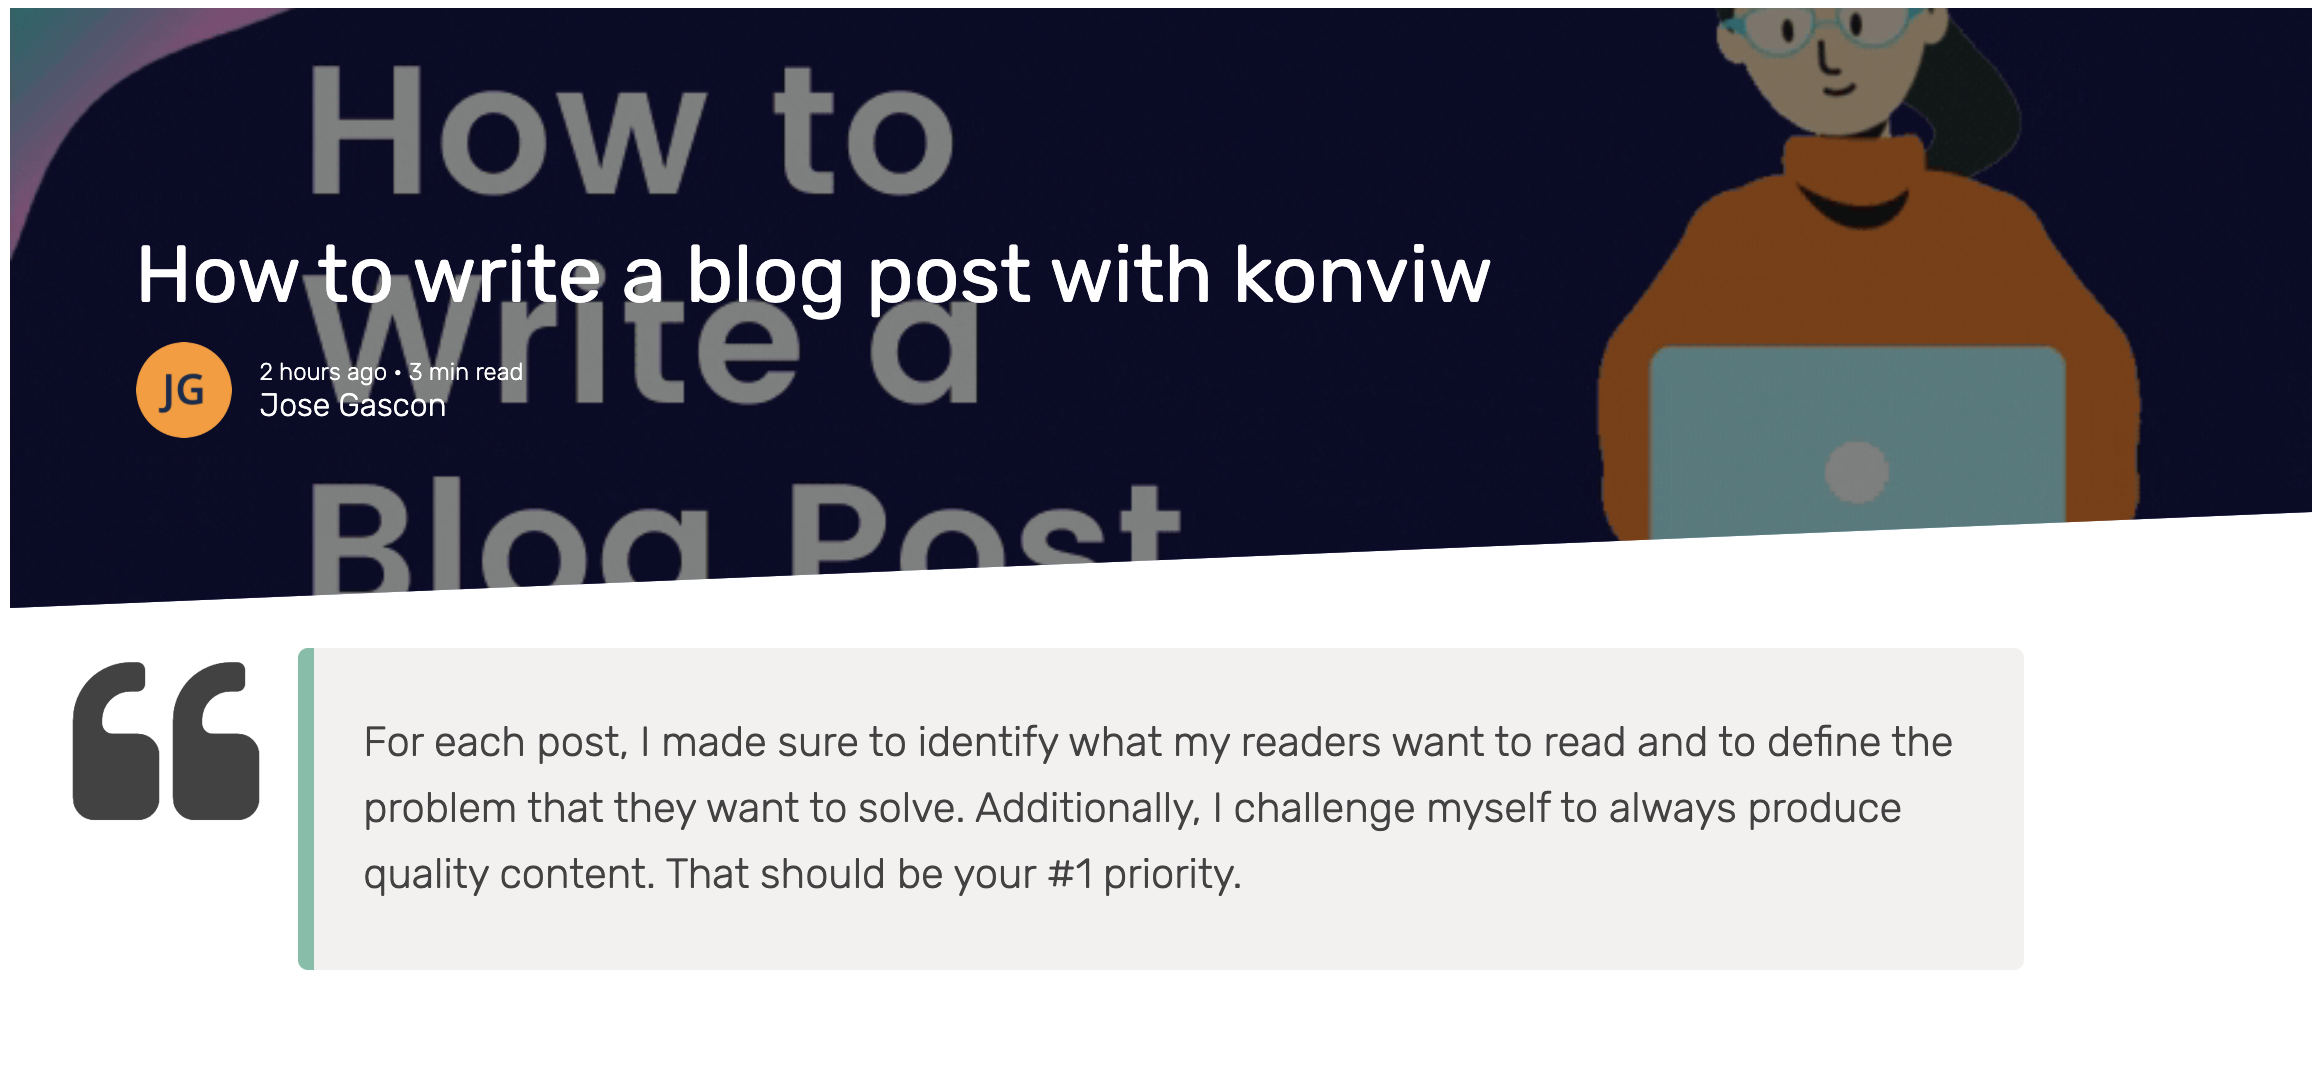 How to
How to write a blog post with konviw
Write a
JG
2 hours ago • 3 min read
Jose Gascon
Blog Post
For each post, I made sure to identify what my readers want to read and to define the
problem that they want to solve. Additionally, I challenge myself to always produce
quality content. That should be your #1 priority.